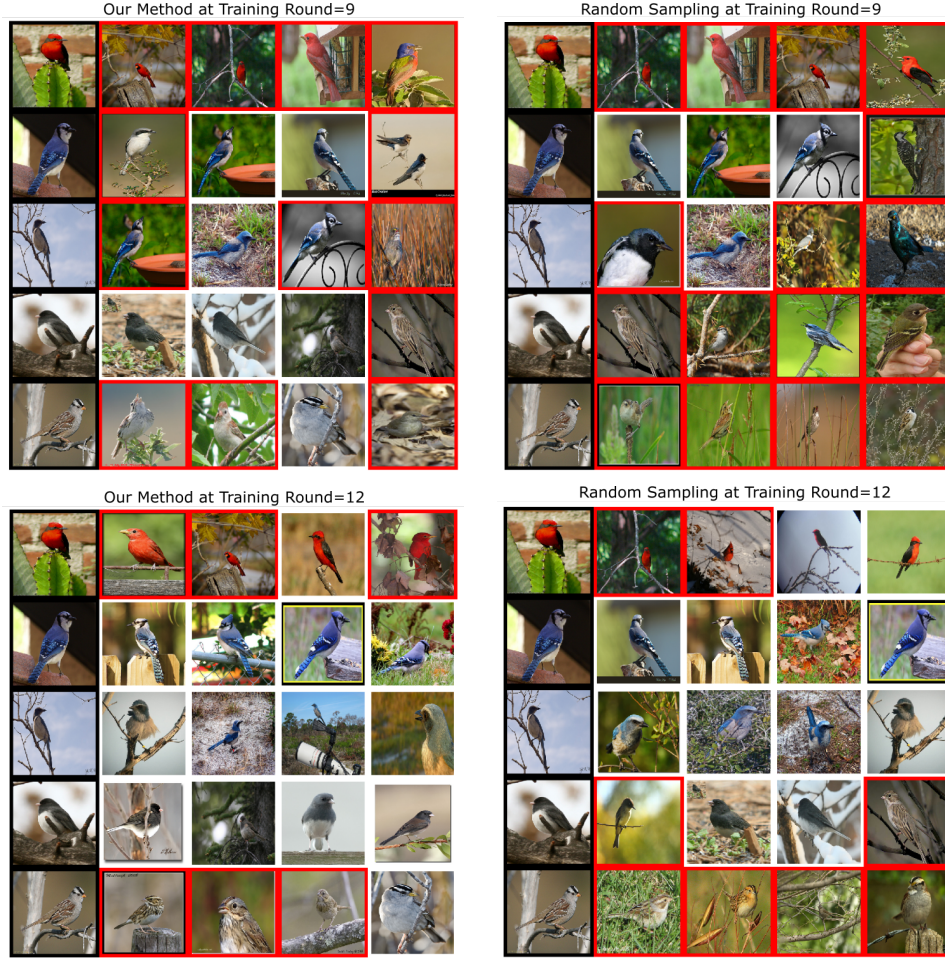 Our Method at Training Round=9
Random Sampling at Training Round=9
Our Method at Training Round=12
Random Sampling at Training Round=12